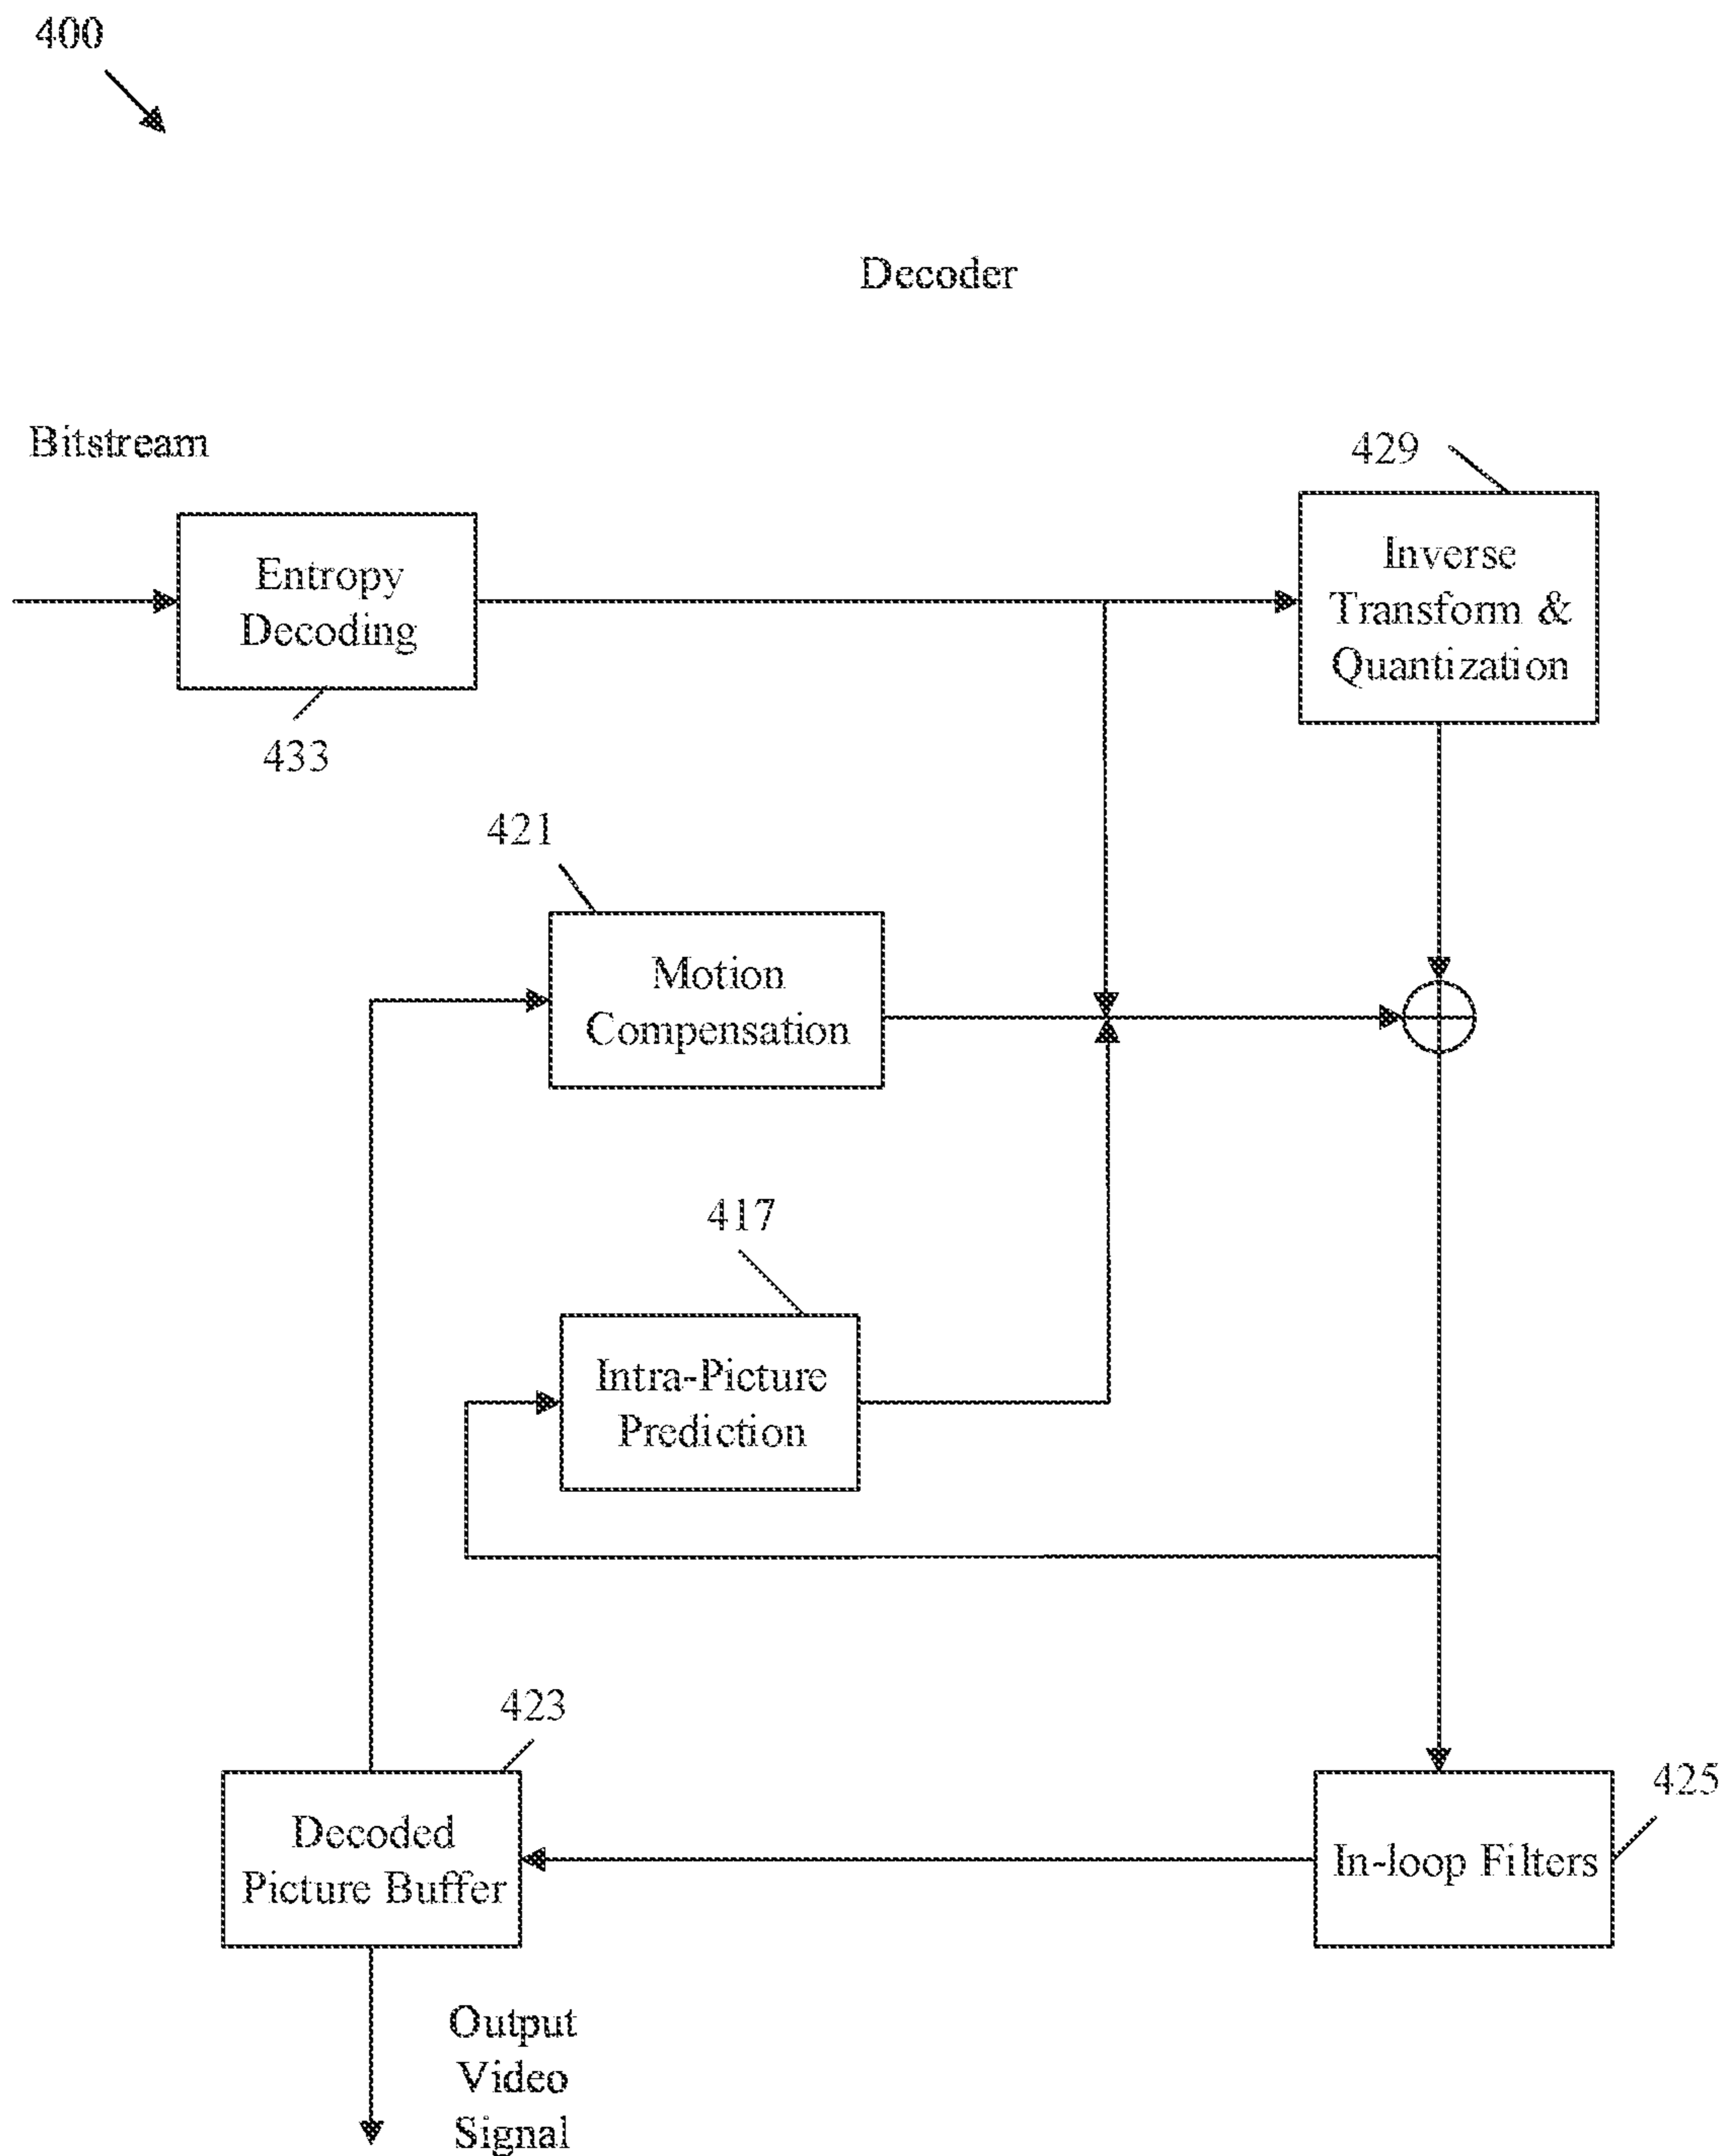 400
Decoder
Bitstream
429
Entropy
Decoding
Inverse
Transform &
Quantization
433
421
Motion
Compensation
417
Intra-Picture
Prediction
423
425
Decoded
Picture Buffer
In-loop Filters
Output
Video
Signal